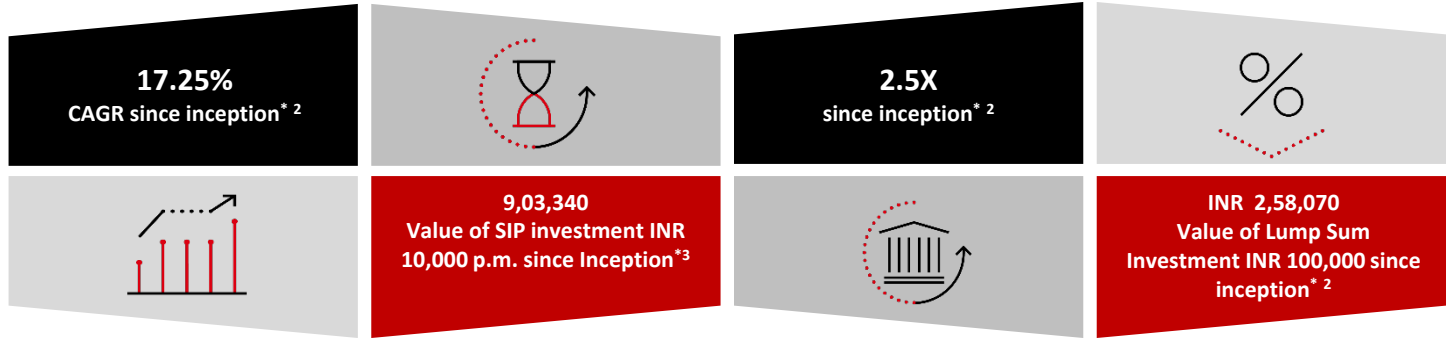 17.25%
CAGR since inception* 2
2.5X
since inception* 2
9,03,340
Value of SIP investment INR
10,000 p.m. since Inception*3
INR 2,58,070
Value of Lump Sum
Investment INR 100,000 since
inception* 2